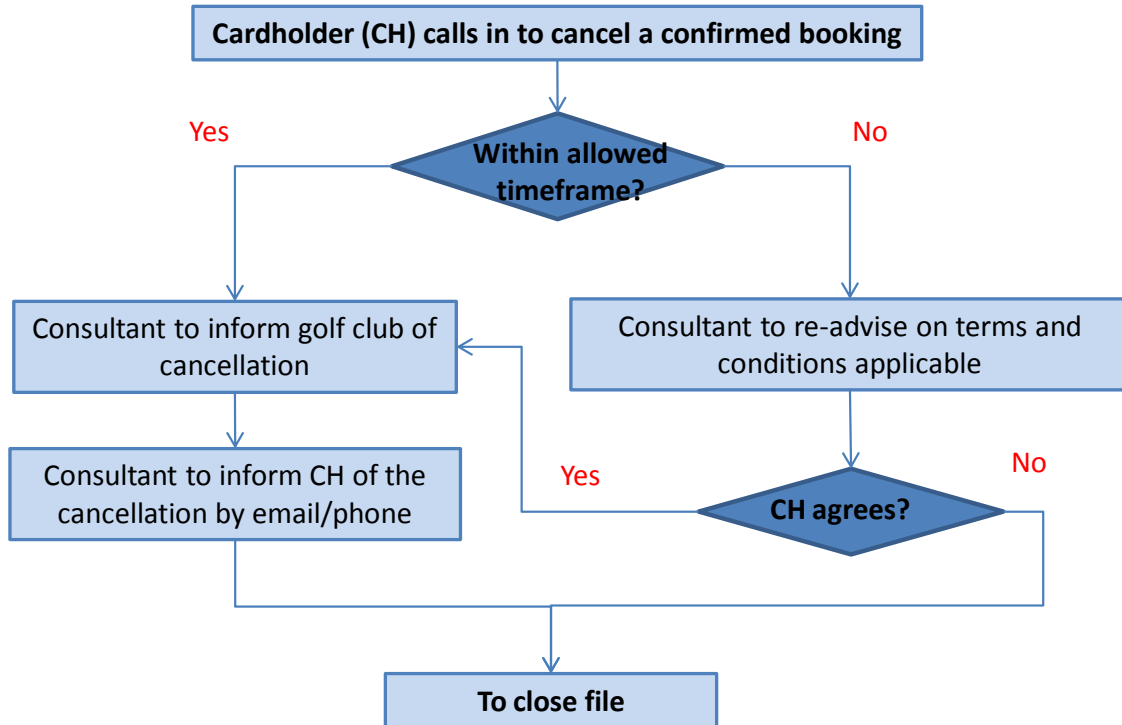 Cardholder (CH) calls in to cancel a confirmed booking
Yes
No
Within allowed
timeframe?
Consultant to inform golf club of
cancellation
Consultant to re-advise on terms and
conditions applicable
Consultant to inform CH of the
cancellation by email/phone
Yes
No
CH agrees?
To close file